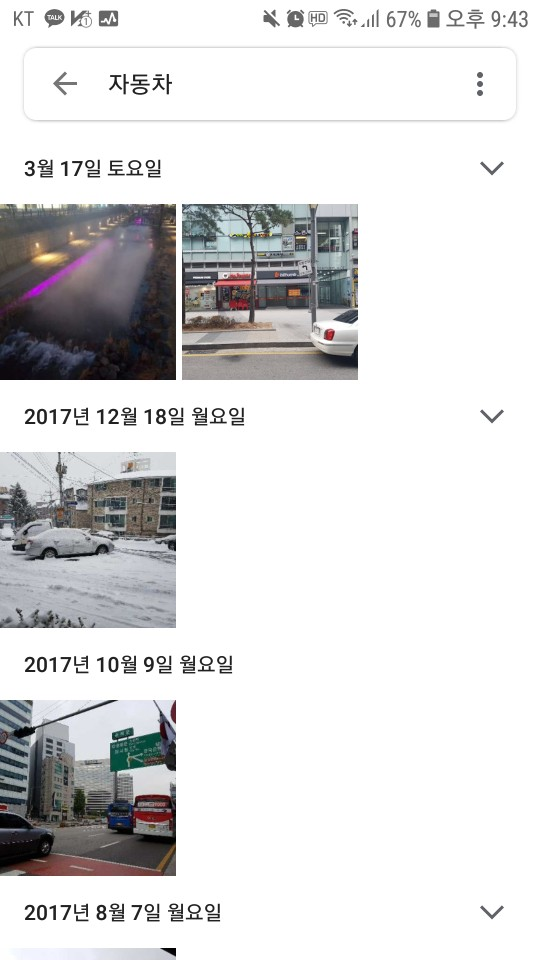 KT TALK HD 67% 오후 9:43
자동차
3월 17일 토요일
2017년 12월 18일 월요일
2017년 10월 9일 월요일
2017년 8월 7일 월요일